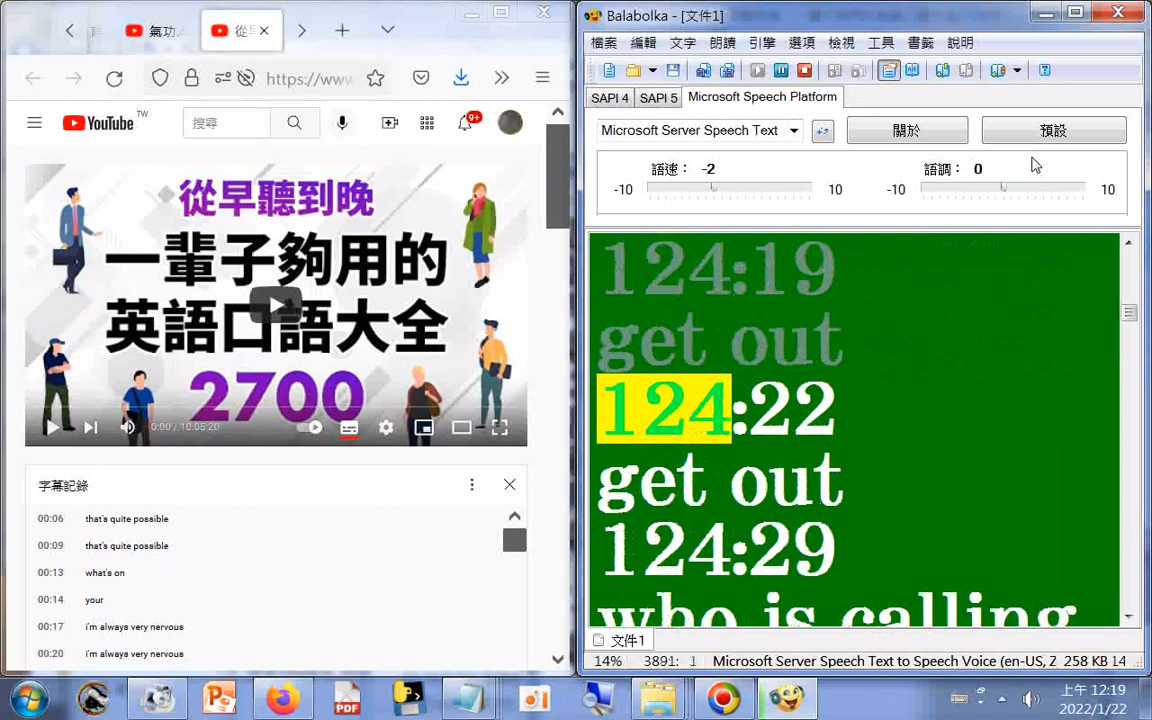 氣功
從
https://www
YouTube TW
搜尋
9+
從早聽到晚
一輩子夠用的
英語口語大全
2700
0:00 / 10:05:20
字幕記錄
00:06 that's quite possible
00:09 that's quite possible
00:13 what's on
00:14 your
00:17 i'm always very nervous
00:20 i'm always very nervous
Balabolka - [文件1]
檔案 編輯 文字 朗讀 引擎 選項 檢視 工具 書籤 說明
SAPI 4 SAPI 5 Microsoft Speech Platform
Microsoft Server Speech Text 關於 預設
語速: -2 語調: 0
-10 10 -10 10
124:19
get out
124:22
get out
124:29
who is calling
文件1
14% 3891: 1 Microsoft Server Speech Text to Speech Voice (en-US, Z 258 KB 14
PDF
上午 12:19
2022/1/22